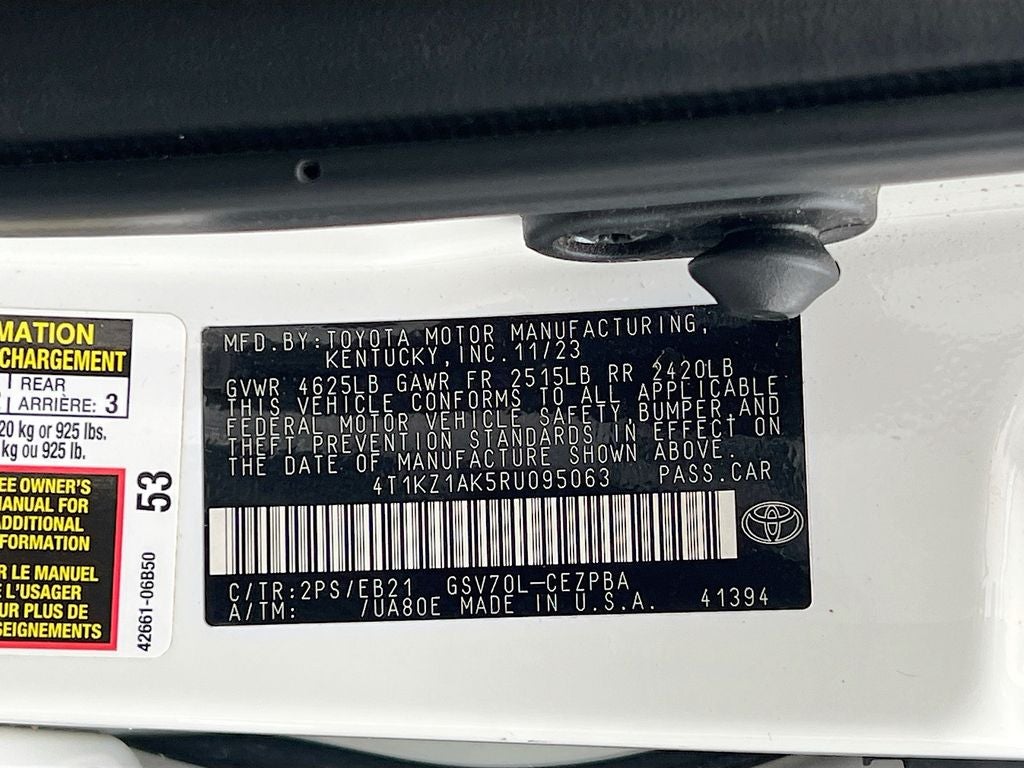 MATION
CHARGEMENT
REAR
ARRIÈRE: 3
20 kg or 925 lbs.
kg ou 925 lb.
EE OWNER'S
ANUAL FOR
ADDITIONAL
FORMATION
R LE MANUEL
L'USAGER
UR PLUS DE
SEIGNEMENTS
53
42661-06B50
MFD.BY:TOYOTA MOTOR MANUFACTURING,
KENTUCKY,INC.11/23
GVWR 4625LB GAWR FR 2515LB RR 2420LB
THIS VEHICLE CONFORMS TO ALL APPLICABLE
FEDERAL MOTOR VEHICLE SAFETY,BUMPER,AND
THEFT PREVENTION STANDARDS IN EFFECT ON
THE DATE OF MANUFACTURE SHOWN ABOVE.
4T1KZ1AK5RU095063 PASS.CAR
C/TR:2PS/EB21 GSV70L-CEZPBA
A/TM: 7UA80E MADE IN U.S.A. 41394